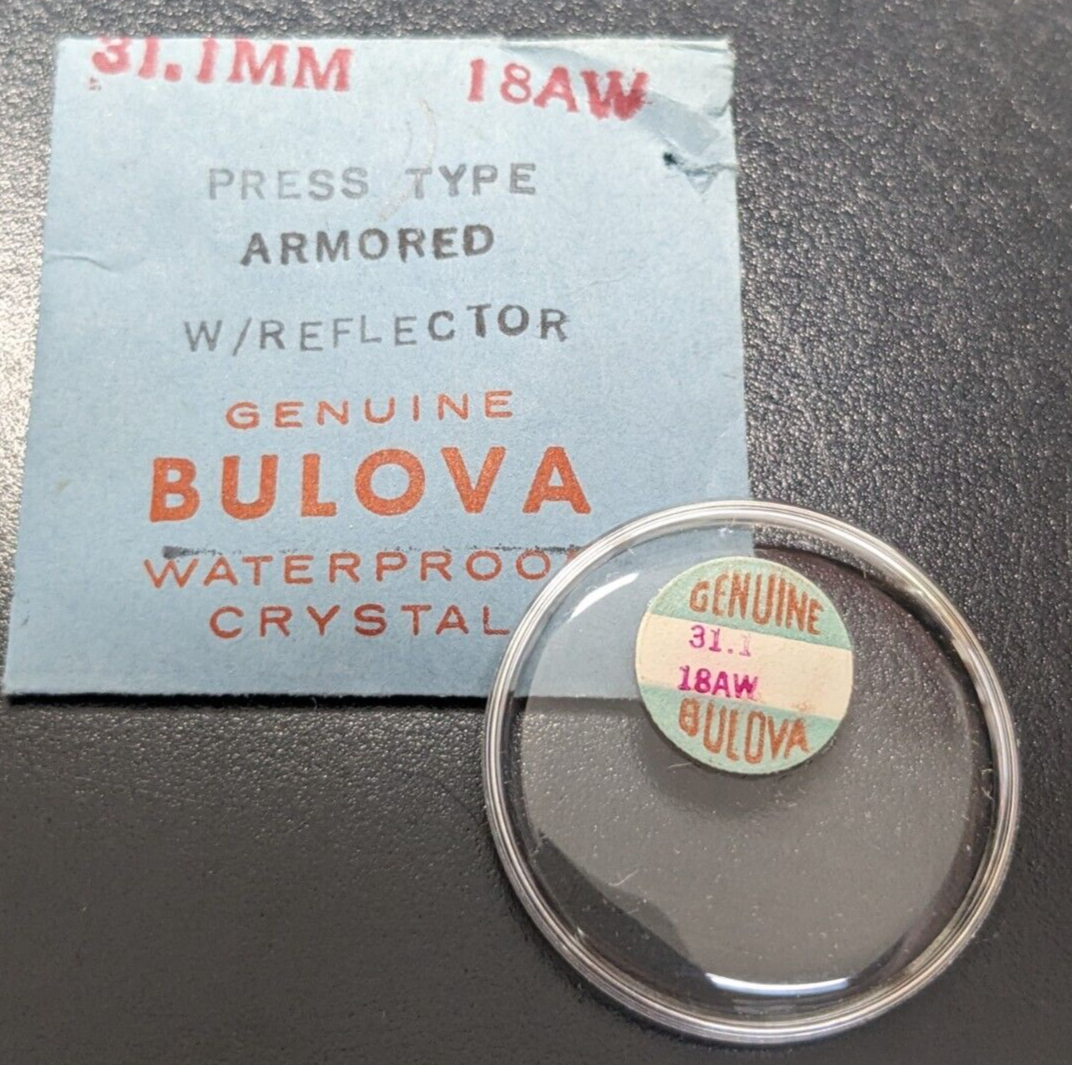 31.1MM 18AW
PRESS TYPE
ARMORED
W/REFLECTOR
GENUINE
BULOVA
WATERPROOF
CRYSTAL
GENUINE
31.1
18AW
BULOVA